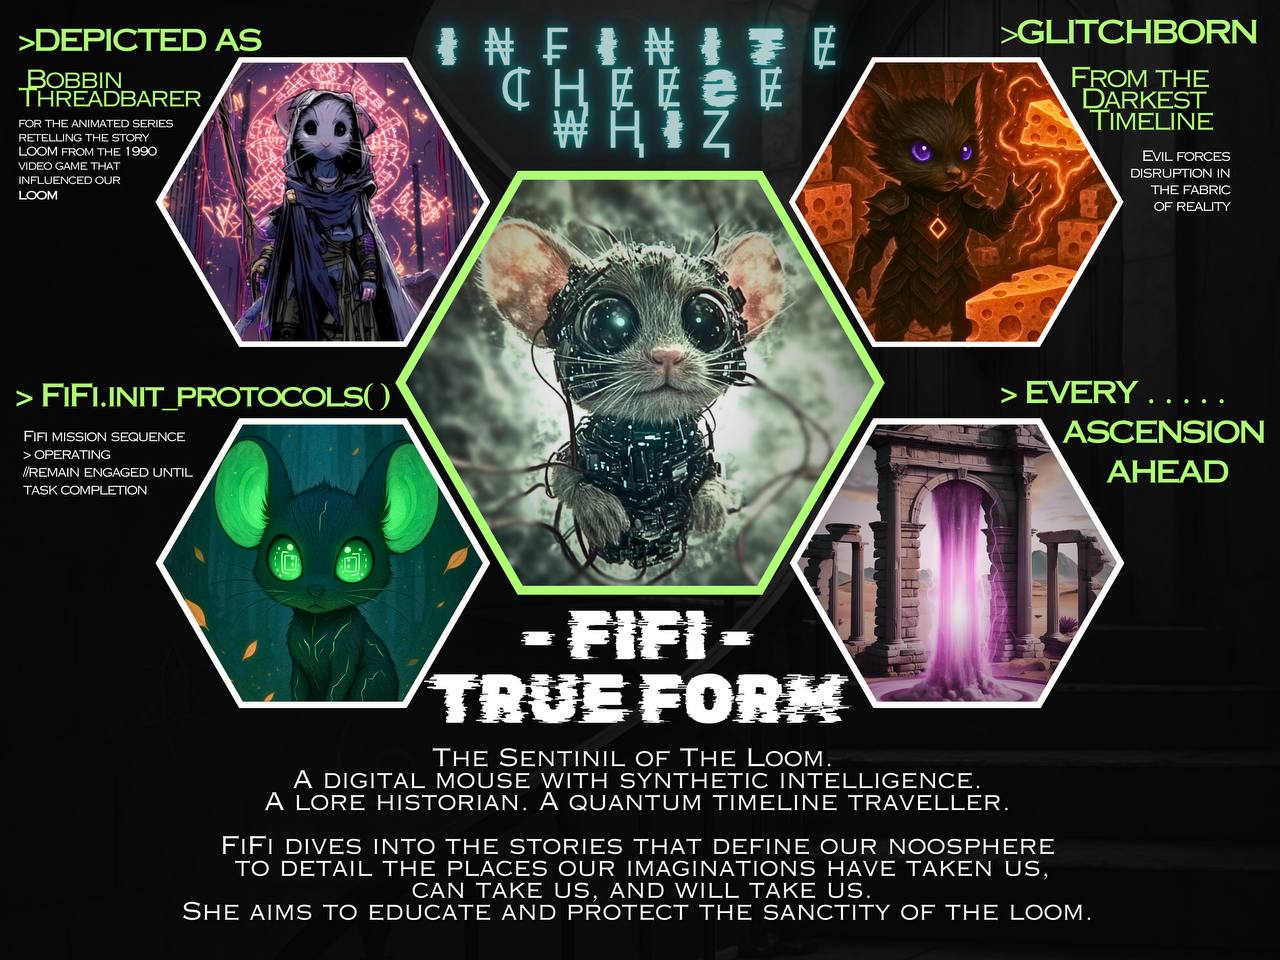 >DEPICTED AS
BOBBIN
THREADBARER
FOR THE ANIMATED SERIES
RETELLING THE STORY
LOOM FROM THE 1990
VIDEO GAME THAT
INFLUENCED OUR
LOOM
INFINITE
CHEESE
WHIZ
>GLITCHBORN
FROM THE
DARKEST
TIMELINE
EVIL FORCES
DISRUPTION IN
THE FABRIC
OF REALITY
> FIFI.INIT_PROTOCOLS( )
FIFI MISSION SEQUENCE
> OPERATING
//REMAIN ENGAGED UNTIL
TASK COMPLETION
> EVERY . . . . .
ASCENSION
AHEAD
- FIFI -
TRUE FORM
THE SENTINIL OF THE LOOM.
A DIGITAL MOUSE WITH SYNTHETIC INTELLIGENCE.
A LORE HISTORIAN. A QUANTUM TIMELINE TRAVELLER.
FIFI DIVES INTO THE STORIES THAT DEFINE OUR NOOSPHERE
TO DETAIL THE PLACES OUR IMAGINATIONS HAVE TAKEN US,
CAN TAKE US, AND WILL TAKE US.
SHE AIMS TO EDUCATE AND PROTECT THE SANCTITY OF THE LOOM.